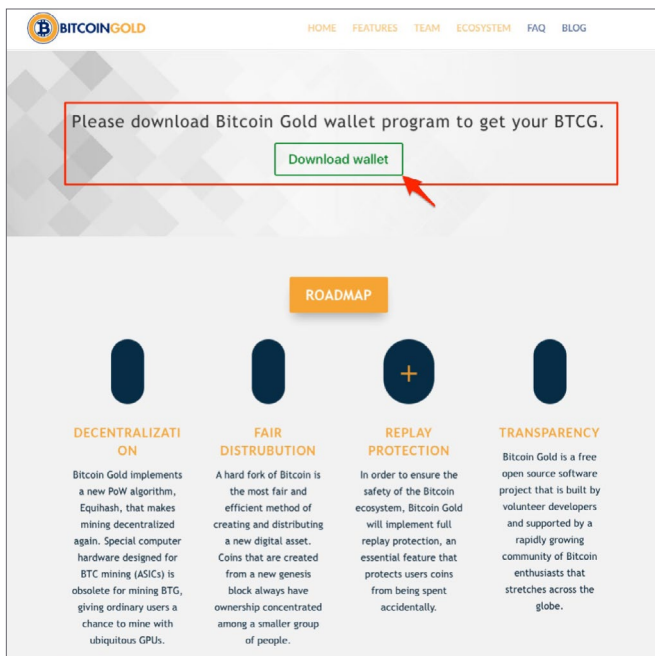 BITCOINGOLD
HOME FEATURES TEAM ECOSYSTEM FAQ BLOG
Please download Bitcoin Gold wallet program to get your BTCG.
Download wallet
ROADMAP
DECENTRALIZATI
ON
Bitcoin Gold implements
a new PoW algorithm,
Equihash, that makes
mining decentralized
again. Special computer
hardware designed for
BTC mining (ASICs) is
obsolete for mining BTG,
giving ordinary users a
chance to mine with
ubiquitous GPUs.
FAIR
DISTRUBUTION
A hard fork of Bitcoin is
the most fair and
efficient method of
creating and distributing
a new digital asset.
Coins that are created
from a new genesis
block always have
ownership concentrated
among a smaller group
of people.
REPLAY
PROTECTION
In order to ensure the
safety of the Bitcoin
ecosystem, Bitcoin Gold
will implement full
replay protection, an
essential feature that
protects users coins
from being spent
accidentally.
TRANSPARENCY
Bitcoin Gold is a free
open source software
project that is built by
volunteer developers
and supported by a
rapidly growing
community of Bitcoin
enthusiasts that
stretches across the
globe.